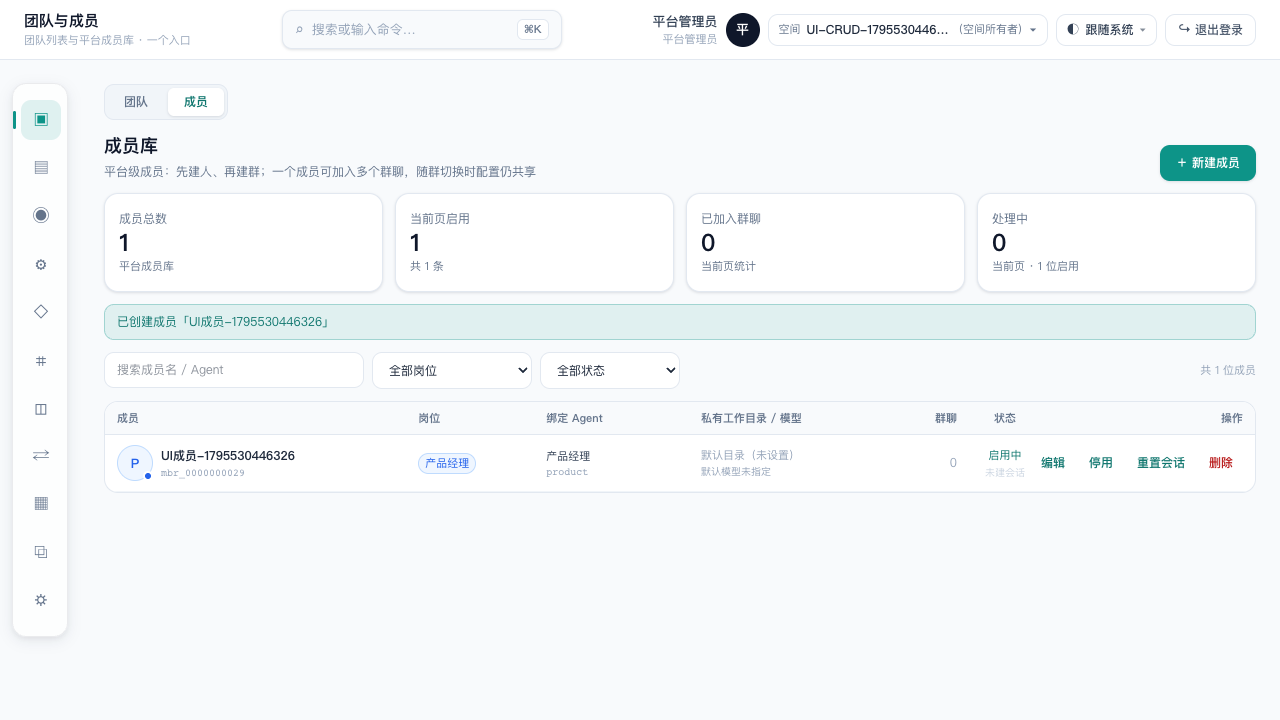 团队与成员
团队列表与平台成员库 · 一个入口
搜索或输入命令…
⌘K
平台管理员
平台管理员
平
空间 UI-CRUD-1795530446… (空间所有者)
跟随系统
退出登录
团队
成员
成员库
平台级成员：先建人、再建群；一个成员可加入多个群聊，随群切换时配置仍共享
+ 新建成员
成员总数
1
平台成员库
当前页启用
1
共 1 条
已加入群聊
0
当前页统计
处理中
0
当前页 · 1 位启用
已创建成员「UI成员-1795530446326」
搜索成员名 / Agent
全部岗位
全部状态
共 1 位成员
成员 岗位 绑定 Agent 私有工作目录 / 模型 群聊 状态 操作
P
UI成员-1795530446326
mbr_0000000029
产品经理
产品经理
product
默认目录（未设置）
默认模型未指定
0
启用中
未建会话
编辑 停用 重置会话 删除